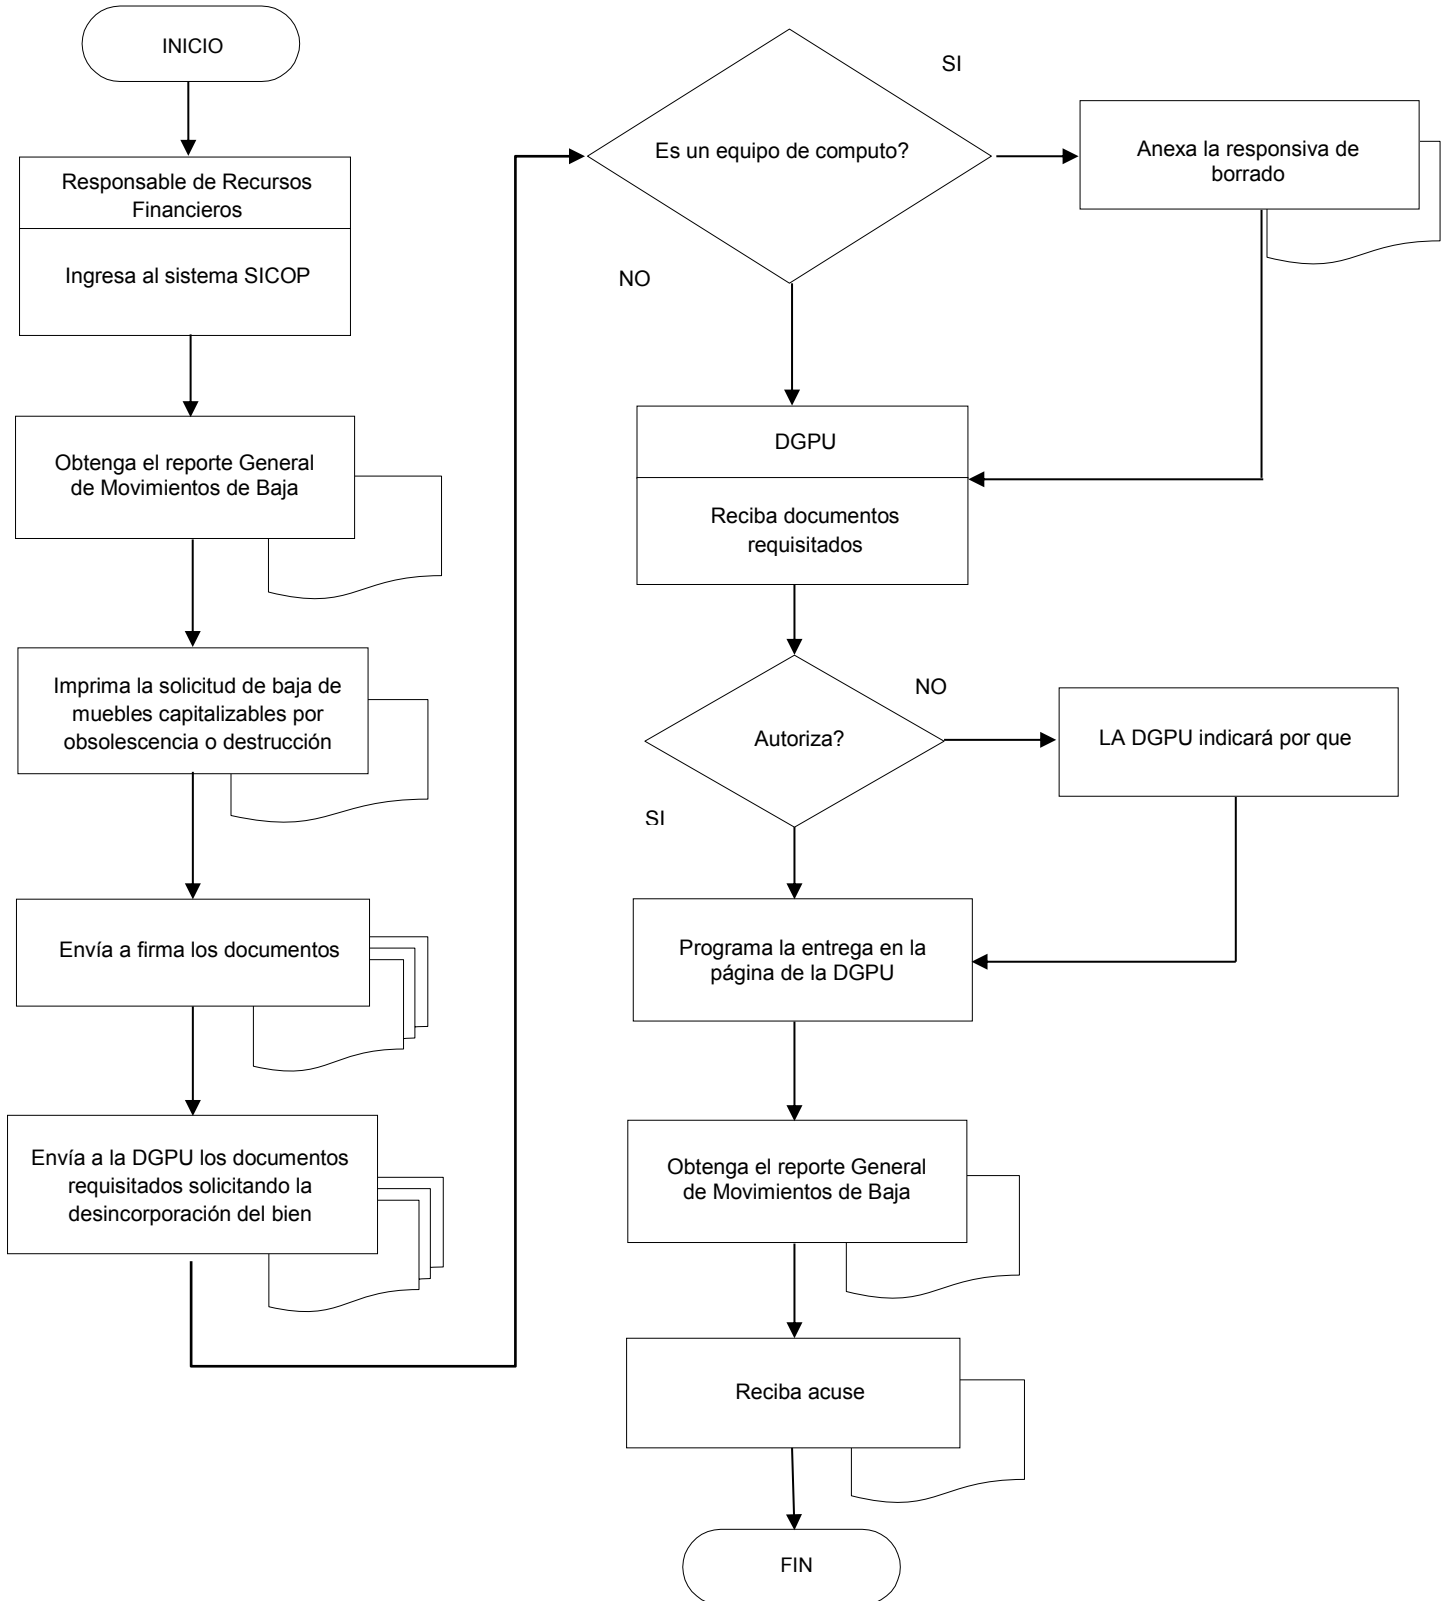 INICIO
Responsable de Recursos
Financieros
Ingresa al sistema SICOP
Obtenga el reporte General
de Movimientos de Baja
Imprima la solicitud de baja de
muebles capitalizables por
obsolescencia o destrucción
Envía a firma los documentos
Envía a la DGPU los documentos
requisitados solicitando la
desincorporación del bien
Es un equipo de computo?
SI
Anexa la responsiva de
borrado
NO
DGPU
Reciba documentos
requisitados
Autoriza?
NO
LA DGPU indicará por que
SI
Programa la entrega en la
página de la DGPU
Obtenga el reporte General
de Movimientos de Baja
Reciba acuse
FIN